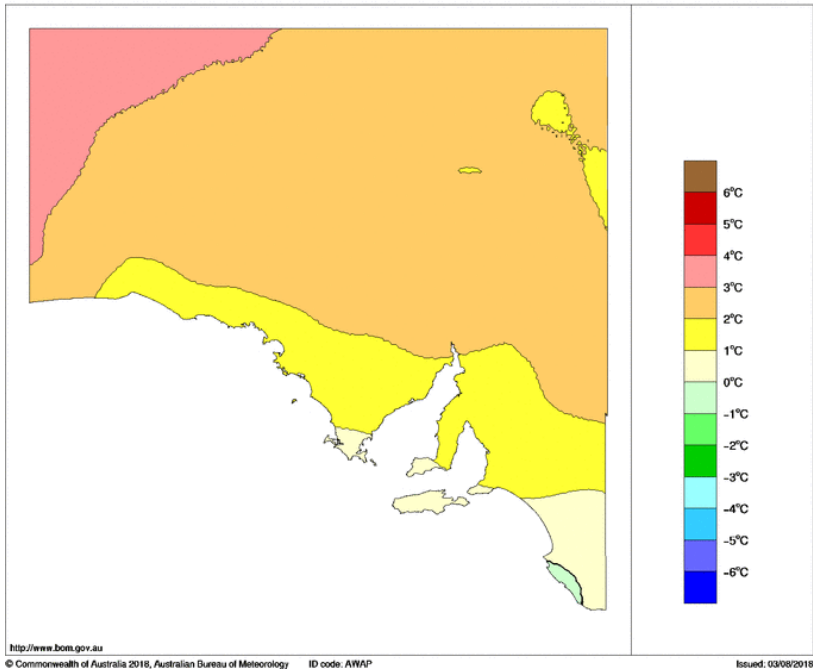 6°C
5°C
4°C
3°C
2°C
1°C
0°C
−1°C
−2°C
−3°C
−4°C
−5°C
−6°C
http://www.bom.gov.au
© Commonwealth of Australia 2018, Australian Bureau of Meteorology ID code: AWAP Issued: 03/08/2018